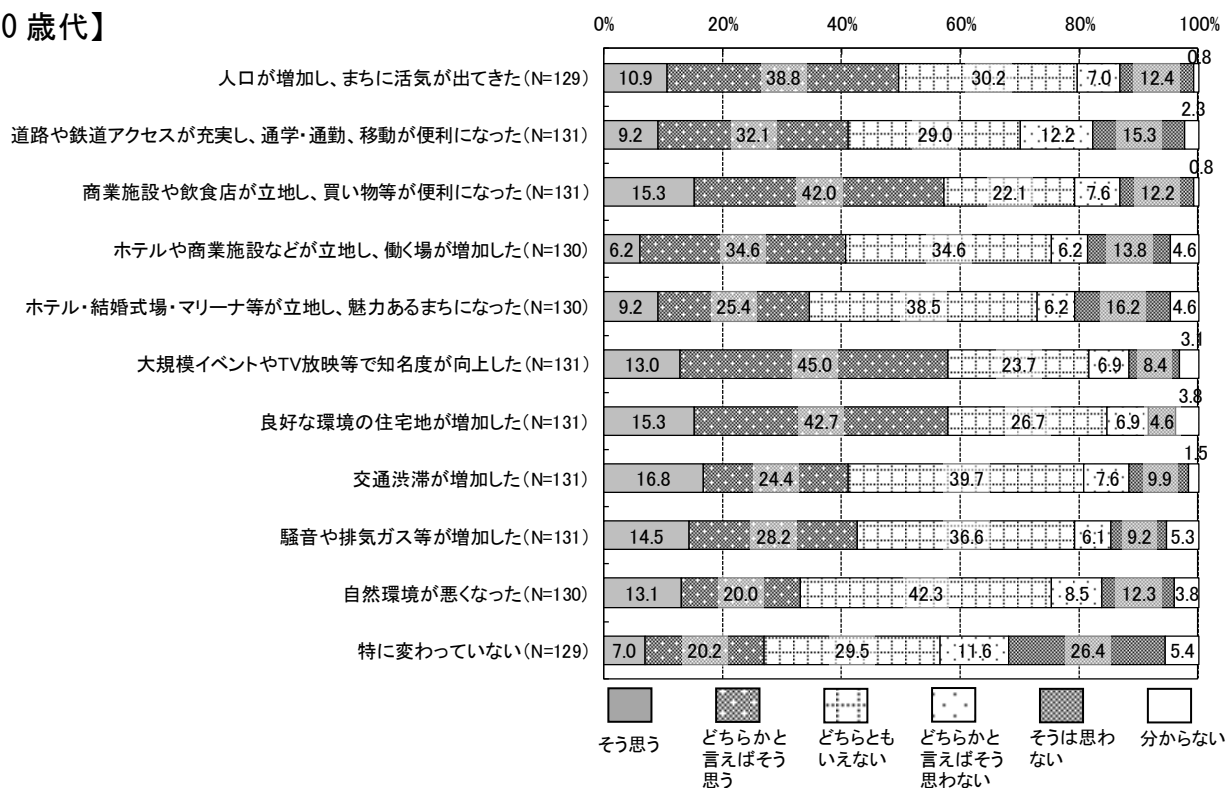 0歳代】
0% 20% 40% 60% 80% 100%
0.8
人口が増加し、まちに活気が出てきた(N=129) 10.9 38.8 30.2 7.0 12.4
2.3
道路や鉄道アクセスが充実し、通学・通勤、移動が便利になった(N=131) 9.2 32.1 29.0 12.2 15.3
0.8
商業施設や飲食店が立地し、買い物等が便利になった(N=131) 15.3 42.0 22.1 7.6 12.2
ホテルや商業施設などが立地し、働く場が増加した(N=130) 6.2 34.6 34.6 6.2 13.8 4.6
ホテル・結婚式場・マリーナ等が立地し、魅力あるまちになった(N=130) 9.2 25.4 38.5 6.2 16.2 4.6
3.1
大規模イベントやTV放映等で知名度が向上した(N=131) 13.0 45.0 23.7 6.9 8.4
3.8
良好な環境の住宅地が増加した(N=131) 15.3 42.7 26.7 6.9 4.6
1.5
交通渋滞が増加した(N=131) 16.8 24.4 39.7 7.6 9.9
騒音や排気ガス等が増加した(N=131) 14.5 28.2 36.6 6.1 9.2 5.3
自然環境が悪くなった(N=130) 13.1 20.0 42.3 8.5 12.3 3.8
特に変わっていない(N=129) 7.0 20.2 29.5 11.6 26.4 5.4
そう思う
どちらかと
言えばそう
思う
どちらとも
いえない
どちらかと
言えばそう
思わない
そうは思わ
ない
分からない